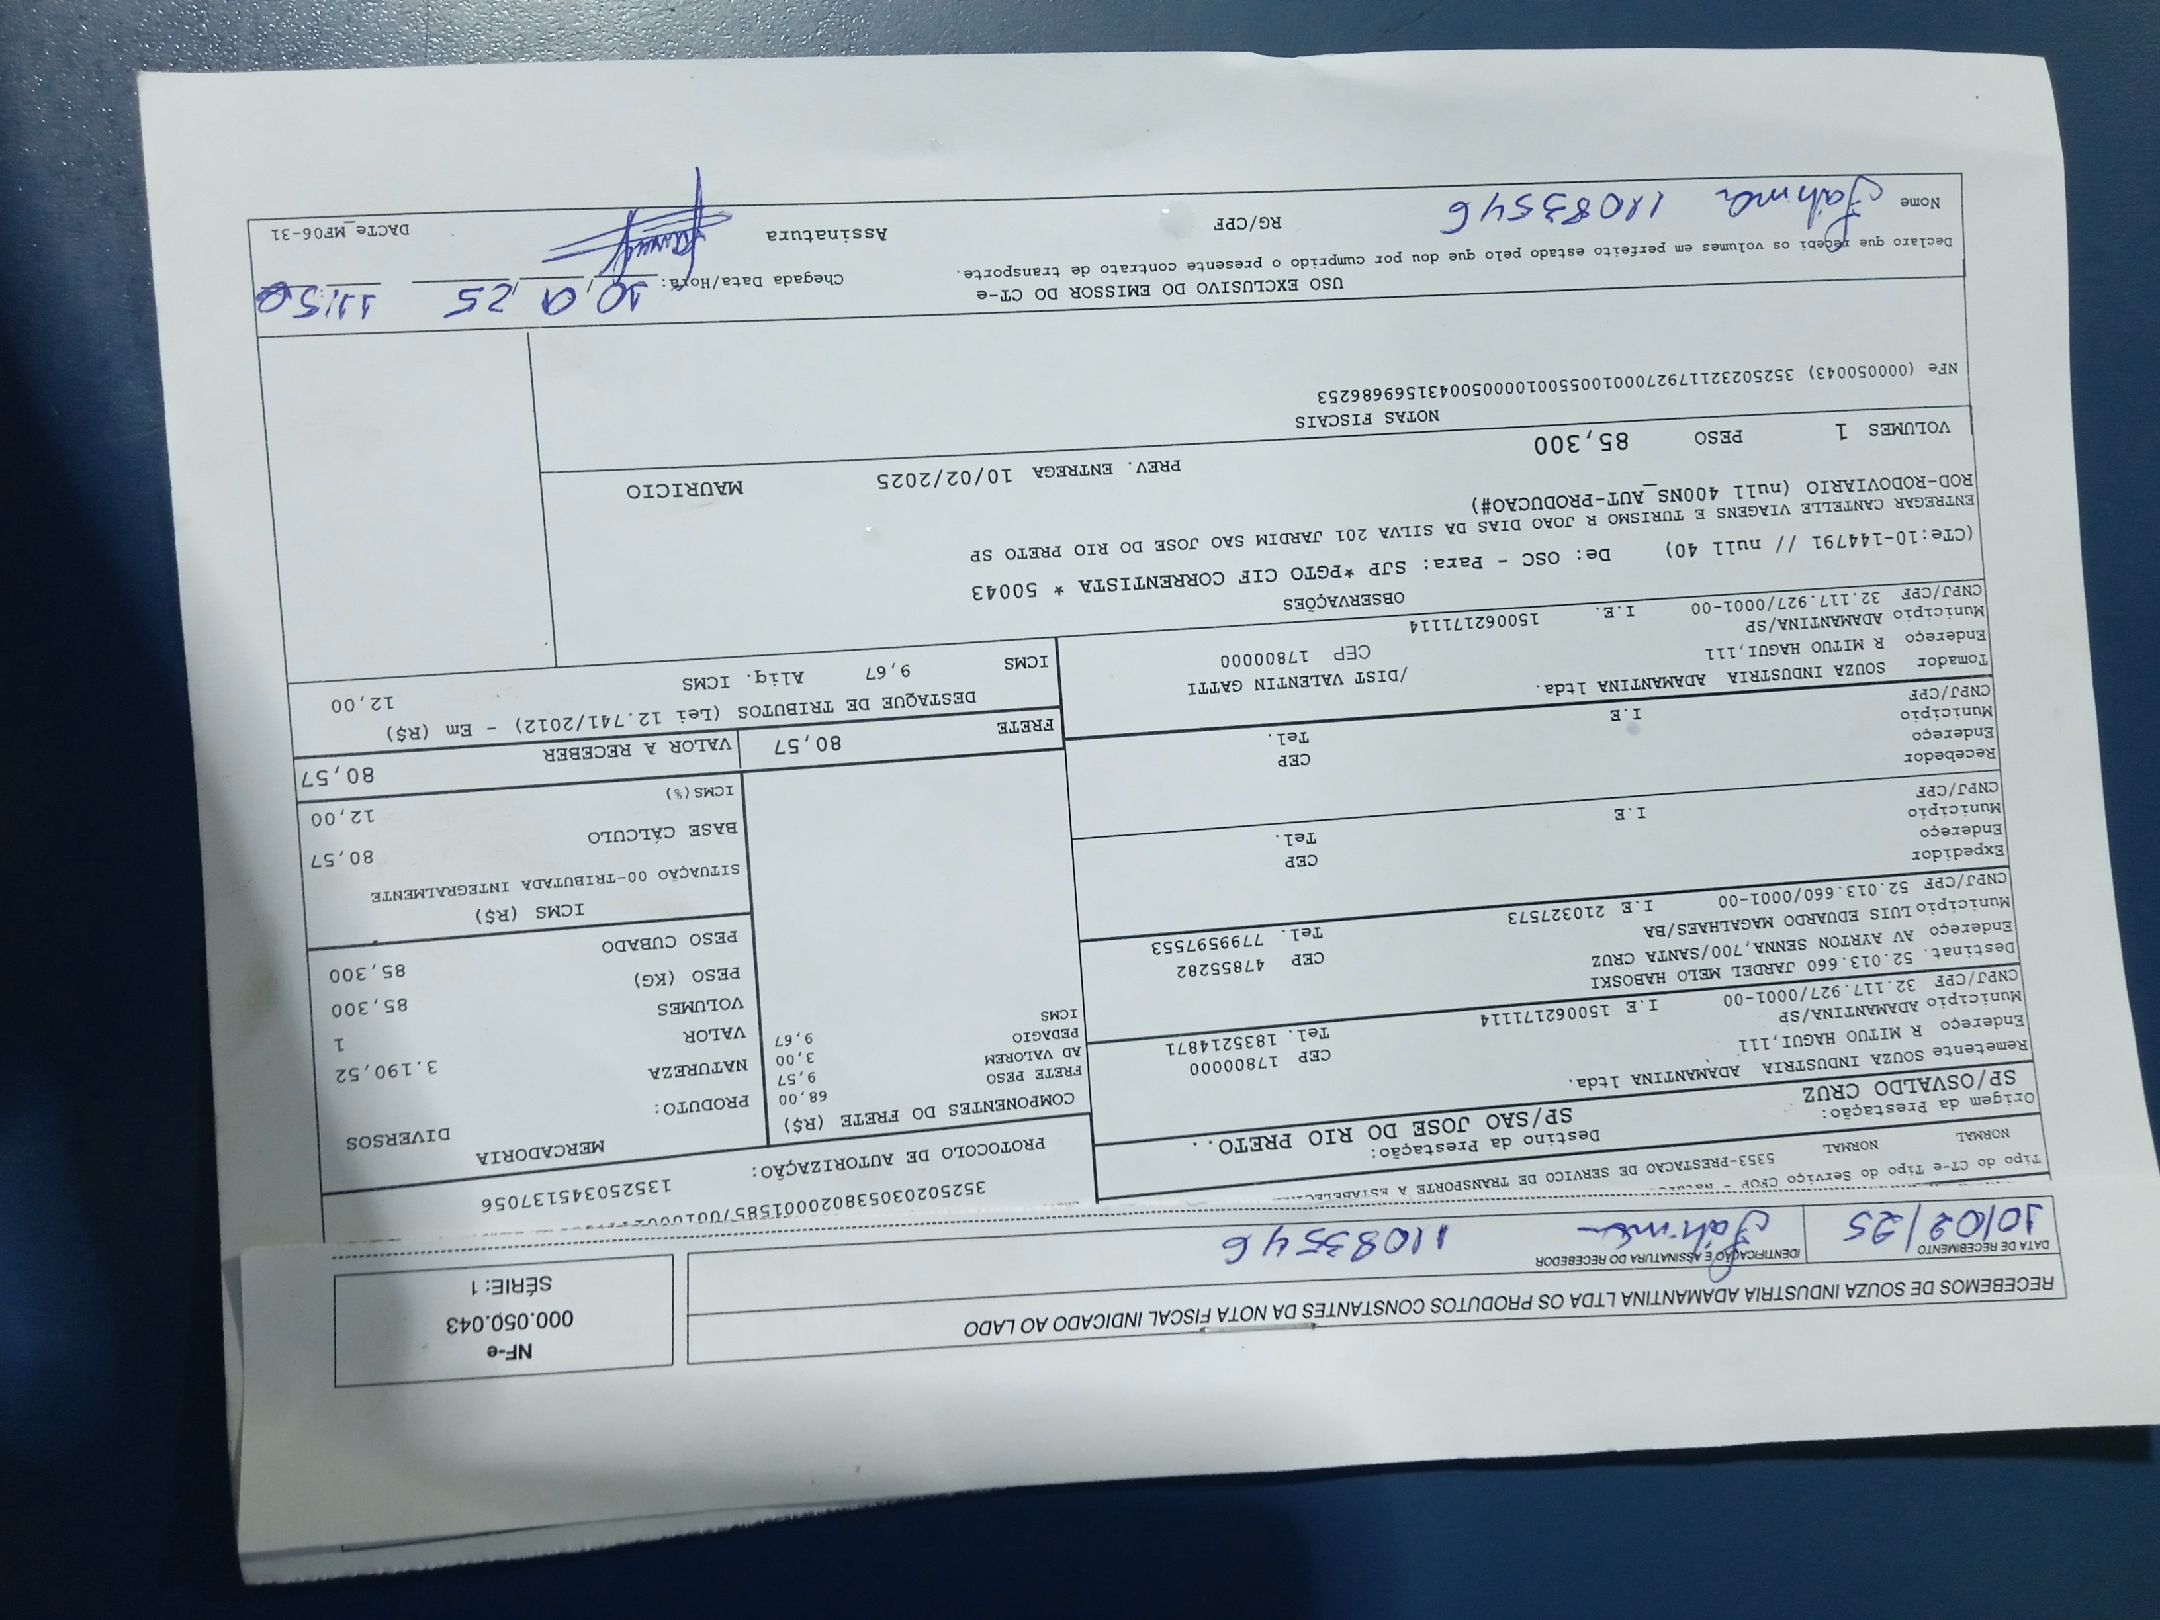 RECEBEMOS DE SOUZA INDUSTRIA ADAMANTINA LTDA OS PRODUTOS CONSTANTES DA NOTA FISCAL INDICADO AO LADO
DATA DE RECEBIMENTO
10/02/25
IDENTIFICAÇÃO E ASSINATURA DO RECEBEDOR
11083546
NF-e
000.050.043
SÉRIE: 1
Tipo do CT-e Tipo do Serviço CFOP
NORMAL NORMAL 5353-PRESTACAO DE SERVICO DE TRANSPORTE A
PROTOCOLO DE AUTORIZAÇÃO:
135250345137056
Origem da Prestação:
SP/OSVALDO CRUZ
Destino da Prestação:
SP/SAO JOSE DO RIO PRETO..
Remetente SOUZA INDUSTRIA ADAMANTINA ltda.
Endereço R MITUO HAGUI,111 CEP 17800000
Município ADAMANTINA/SP Tel. 1835214871
CNPJ/CPF 32.117.927/0001-00 I.E 150062171114
Destinat. 52.013.660 JARDEL MELO HABOSKI
Endereço AV AYRTON SENNA,700/SANTA CRUZ CEP 47855282
Município LUIS EDUARDO MAGALHAES/BA Tel. 7799597553
CNPJ/CPF 52.013.660/0001-00 I.E 210327573
Expedidor
Endereço CEP
Município Tel.
CNPJ/CPF I.E
Recebedor
Endereço CEP
Município Tel.
CNPJ/CPF I.E
Tomador SOUZA INDUSTRIA ADAMANTINA ltda.
Endereço R MITUO HAGUI,111 /DIST VALENTIN GATTI
Município ADAMANTINA/SP CEP 17800000
CNPJ/CPF 32.117.927/0001-00 I.E. 150062171114
COMPONENTES DO FRETE (R$)
FRETE PESO 68,00
AD VALOREM 9,57
PEDAGIO 3,00
ICMS 9,67
MERCADORIA
PRODUTO: DIVERSOS
NATUREZA
VALOR 3.190,52
VOLUMES 1
PESO (KG) 85,300
PESO CUBADO 85,300
ICMS (R$)
SITUAÇÃO 00-TRIBUTADA INTEGRALMENTE
BASE CÁLCULO 80,57
ICMS(%) 12,00
FRETE 80,57 VALOR A RECEBER 80,57
DESTAQUE DE TRIBUTOS (Lei 12.741/2012) - Em (R$)
ICMS 9,67 Aliq. ICMS 12,00
OBSERVAÇÕES
(CTe:10-144791 // null 40) De: OSC - Para: SJP *PGTO CIF CORRENTISTA * 50043
ENTREGAR CANTELLE VIAGENS E TURISMO R JOAO DIAS DA SILVA 201 JARDIM SAO JOSE DO RIO PRETO SP
ROD-RODOVIARIO (null 400NS_AUT-PRODUCAO#)
VOLUMES 1 PESO 85,300 PREV. ENTREGA 10/02/2025 MAURICIO
NOTAS FISCAIS
NFe (000050043) 35250232117927000100550010000500431569686253
USO EXCLUSIVO DO EMISSOR DO CT-e
Declaro que recebi os volumes em perfeito estado pelo que dou por cumprido o presente contrato de transporte.
Chegada Data/Hora:
Nome 11083546 RG/CPF Assinatura DACTe_MF06-31